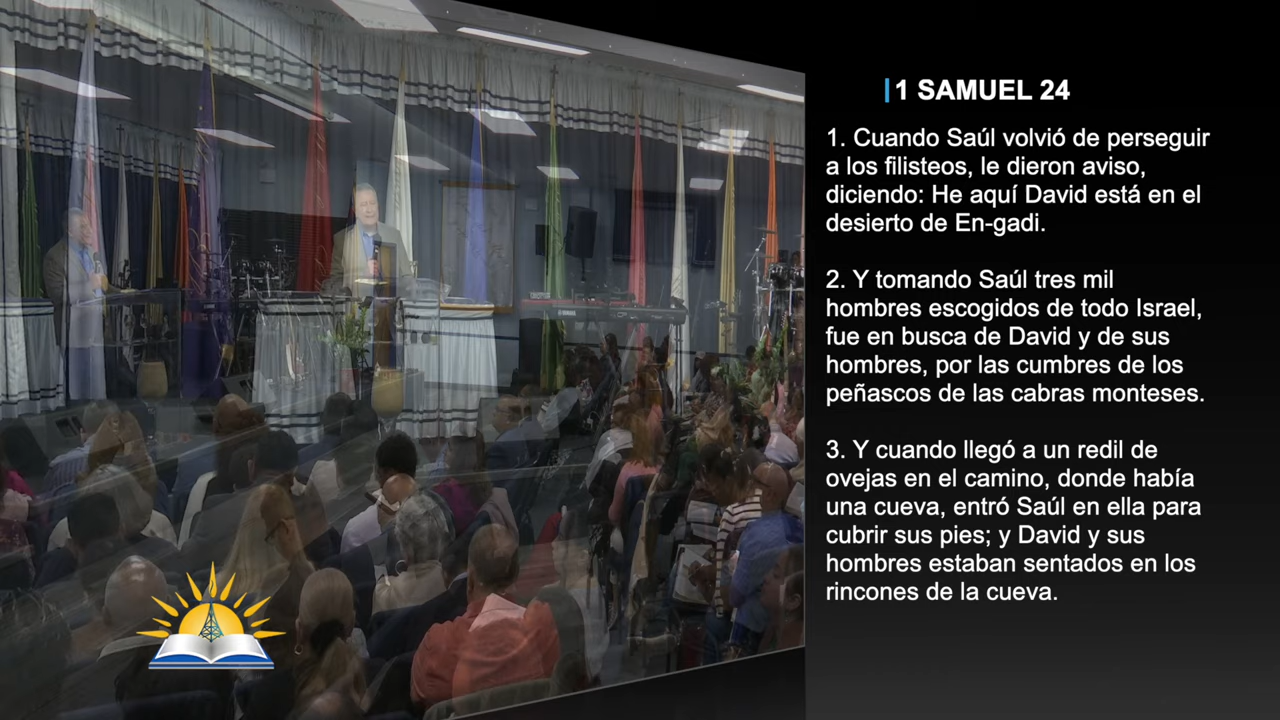 1 SAMUEL 24
1. Cuando Saúl volvió de perseguir
a los filisteos, le dieron aviso,
diciendo: He aquí David está en el
desierto de En-gadi.
2. Y tomando Saúl tres mil
hombres escogidos de todo Israel,
fue en busca de David y de sus
hombres, por las cumbres de los
peñascos de las cabras monteses.
3. Y cuando llegó a un redil de
ovejas en el camino, donde había
una cueva, entró Saúl en ella para
cubrir sus pies; y David y sus
hombres estaban sentados en los
rincones de la cueva.